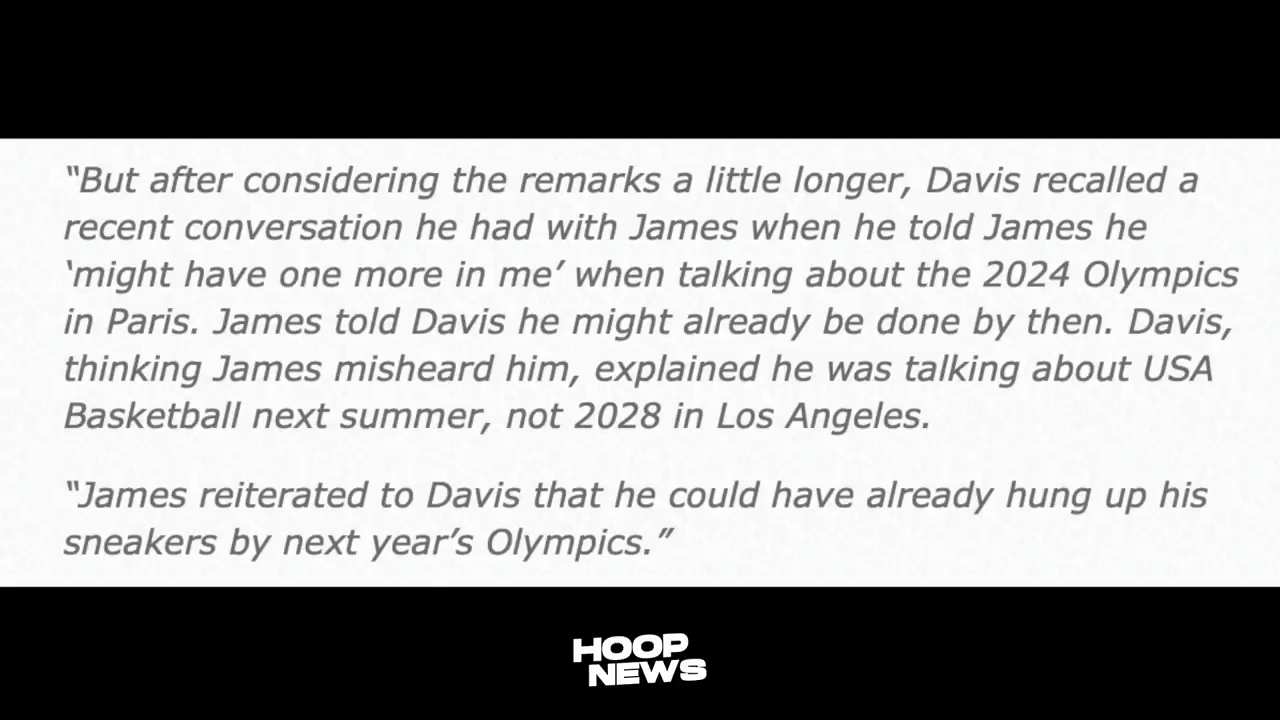 “But after considering the remarks a little longer, Davis recalled a
recent conversation he had with James when he told James he
‘might have one more in me’ when talking about the 2024 Olympics
in Paris. James told Davis he might already be done by then. Davis,
thinking James misheard him, explained he was talking about USA
Basketball next summer, not 2028 in Los Angeles.
“James reiterated to Davis that he could have already hung up his
sneakers by next year’s Olympics.”
HOOP
NEWS